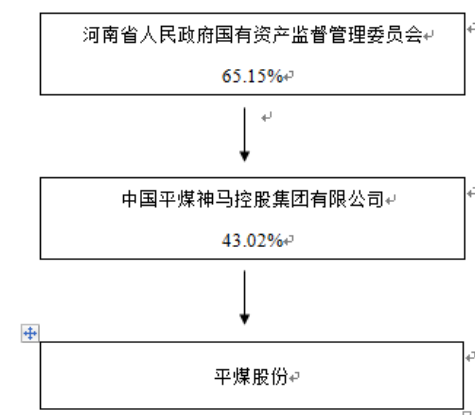 河南省人民政府国有资产监督管理委员会
65.15%
中国平煤神马控股集团有限公司
43.02%
平煤股份